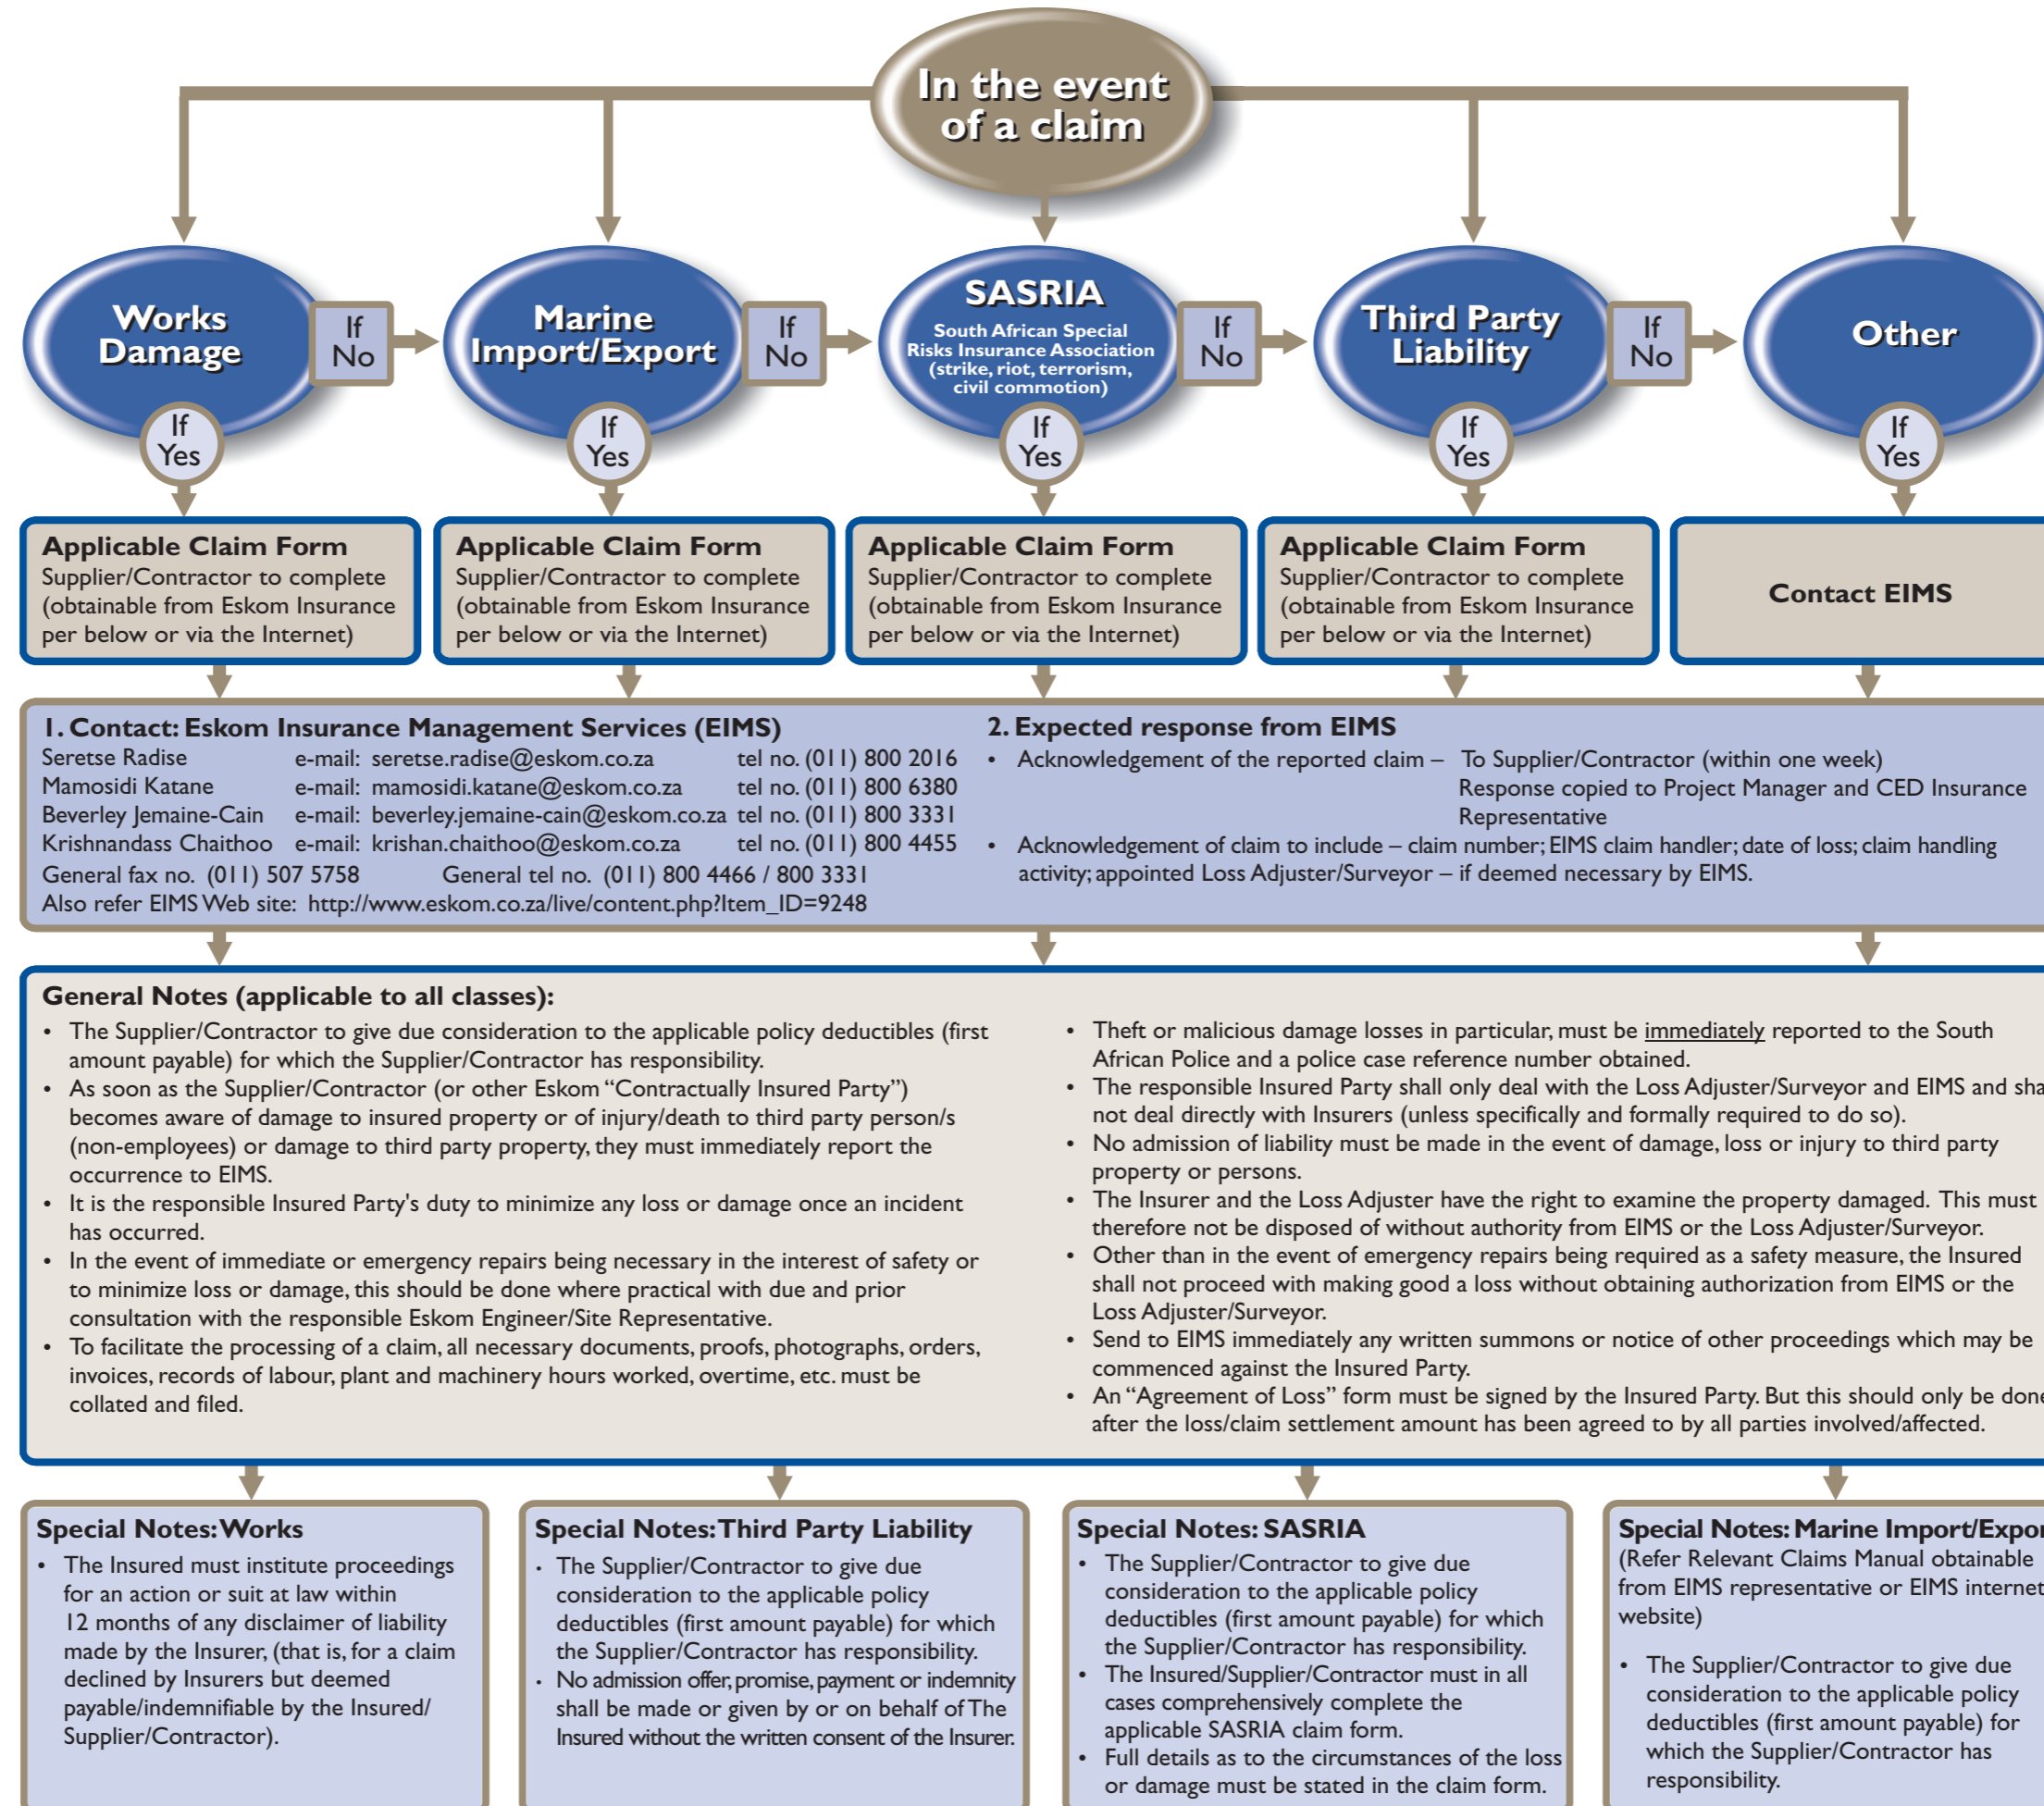 In the event
of a claim
Works
Damage
If
No
Marine
Import/Export
If
No
SASRIA
South African Special
Risks Insurance Association
(strike, riot, terrorism,
civil commotion)
If
No
Third Party
Liability
If
No
Other
If
Yes
If
Yes
If
Yes
If
Yes
If
Yes
Applicable Claim Form
Supplier/Contractor to complete
(obtainable from Eskom Insurance
per below or via the Internet)
Applicable Claim Form
Supplier/Contractor to complete
(obtainable from Eskom Insurance
per below or via the Internet)
Applicable Claim Form
Supplier/Contractor to complete
(obtainable from Eskom Insurance
per below or via the Internet)
Applicable Claim Form
Supplier/Contractor to complete
(obtainable from Eskom Insurance
per below or via the Internet)
Contact EIMS
1. Contact: Eskom Insurance Management Services (EIMS)
Seretse Radise e-mail: seretse.radise@eskom.co.za tel no. (011) 800 2016
Mamosidi Katane e-mail: mamosidi.katane@eskom.co.za tel no. (011) 800 6380
Beverley Jemaine-Cain e-mail: beverley.jemaine-cain@eskom.co.za tel no. (011) 800 3331
Krishnandass Chaithoo e-mail: krishan.chaithoo@eskom.co.za tel no. (011) 800 4455
General fax no. (011) 507 5758 General tel no. (011) 800 4466 / 800 3331
Also refer EIMS Web site: http://www.eskom.co.za/live/content.php?Item_ID=9248
2. Expected response from EIMS
• Acknowledgement of the reported claim – To Supplier/Contractor (within one week)
Response copied to Project Manager and CED Insurance
Representative
• Acknowledgement of claim to include – claim number; EIMS claim handler; date of loss; claim handling
activity; appointed Loss Adjuster/Surveyor – if deemed necessary by EIMS.
General Notes (applicable to all classes):
• The Supplier/Contractor to give due consideration to the applicable policy deductibles (first
amount payable) for which the Supplier/Contractor has responsibility.
• As soon as the Supplier/Contractor (or other Eskom “Contractually Insured Party”)
becomes aware of damage to insured property or of injury/death to third party person/s
(non-employees) or damage to third party property, they must immediately report the
occurrence to EIMS.
• It is the responsible Insured Party's duty to minimize any loss or damage once an incident
has occurred.
• In the event of immediate or emergency repairs being necessary in the interest of safety or
to minimize loss or damage, this should be done where practical with due and prior
consultation with the responsible Eskom Engineer/Site Representative.
• To facilitate the processing of a claim, all necessary documents, proofs, photographs, orders,
invoices, records of labour, plant and machinery hours worked, overtime, etc. must be
collated and filed.
• Theft or malicious damage losses in particular, must be immediately reported to the South
African Police and a police case reference number obtained.
• The responsible Insured Party shall only deal with the Loss Adjuster/Surveyor and EIMS and sha
not deal directly with Insurers (unless specifically and formally required to do so).
• No admission of liability must be made in the event of damage, loss or injury to third party
property or persons.
• The Insurer and the Loss Adjuster have the right to examine the property damaged. This must
therefore not be disposed of without authority from EIMS or the Loss Adjuster/Surveyor.
• Other than in the event of emergency repairs being required as a safety measure, the Insured
shall not proceed with making good a loss without obtaining authorization from EIMS or the
Loss Adjuster/Surveyor.
• Send to EIMS immediately any written summons or notice of other proceedings which may be
commenced against the Insured Party.
• An “Agreement of Loss” form must be signed by the Insured Party. But this should only be done
after the loss/claim settlement amount has been agreed to by all parties involved/affected.
Special Notes: Works
• The Insured must institute proceedings
for an action or suit at law within
12 months of any disclaimer of liability
made by the Insurer, (that is, for a claim
declined by Insurers but deemed
payable/indemnifiable by the Insured/
Supplier/Contractor).
Special Notes: Third Party Liability
• The Supplier/Contractor to give due
consideration to the applicable policy
deductibles (first amount payable) for which
the Supplier/Contractor has responsibility.
• No admission offer, promise, payment or indemnity
shall be made or given by or on behalf of The
Insured without the written consent of the Insurer.
Special Notes: SASRIA
• The Supplier/Contractor to give due
consideration to the applicable policy
deductibles (first amount payable) for which
the Supplier/Contractor has responsibility.
• The Insured/Supplier/Contractor must in all
cases comprehensively complete the
applicable SASRIA claim form.
• Full details as to the circumstances of the loss
or damage must be stated in the claim form.
Special Notes: Marine Import/Expor
(Refer Relevant Claims Manual obtainable
from EIMS representative or EIMS internet
website)
• The Supplier/Contractor to give due
consideration to the applicable policy
deductibles (first amount payable) for
which the Supplier/Contractor has
responsibility.